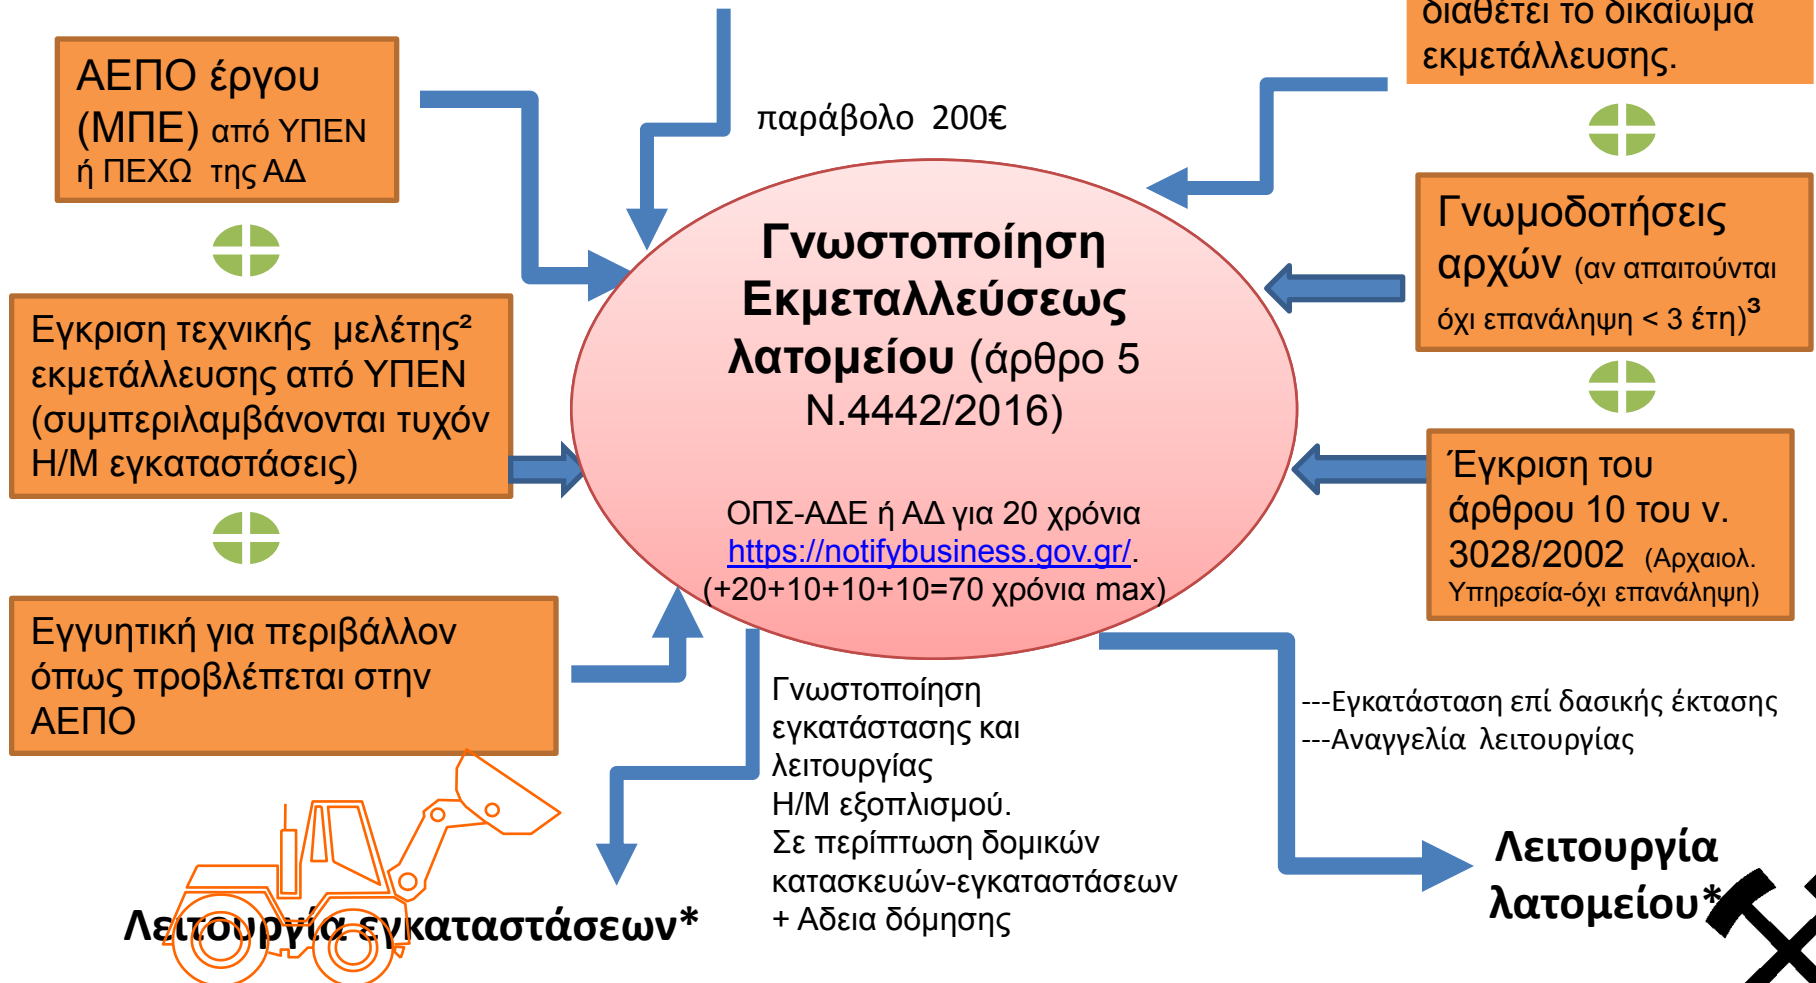 διαθέτει το δικαίωμα
εκμετάλλευσης.
ΑΕΠΟ έργου
(ΜΠΕ) από ΥΠΕΝ
ή ΠΕΧΩ της ΑΔ
παράβολο 200€
Γνωμοδοτήσεις
αρχών (αν απαιτούνται
όχι επανάληψη < 3 έτη)³
Γνωστοποίηση
Εκμεταλλεύσεως
λατομείου (άρθρο 5
Ν.4442/2016)
ΟΠΣ-ΑΔΕ ή ΑΔ για 20 χρόνια
https://notifybusiness.gov.gr/.
(+20+10+10+10=70 χρόνια max)
Εγκριση τεχνικής μελέτης²
εκμετάλλευσης από ΥΠΕΝ
(συμπεριλαμβάνονται τυχόν
Η/Μ εγκαταστάσεις)
Έγκριση του
άρθρου 10 του ν.
3028/2002 (Αρχαιολ.
Υπηρεσία-όχι επανάληψη)
Εγγυητική για περιβάλλον
όπως προβλέπεται στην
ΑΕΠΟ
Γνωστοποίηση
εγκατάστασης και
λειτουργίας
Η/Μ εξοπλισμού.
Σε περίπτωση δομικών
κατασκευών-εγκαταστάσεων
+ Αδεια δόμησης
---Εγκατάσταση επί δασικής έκτασης
---Αναγγελία λειτουργίας
Λειτουργία εγκαταστάσεων*
Λειτουργία
λατομείου*